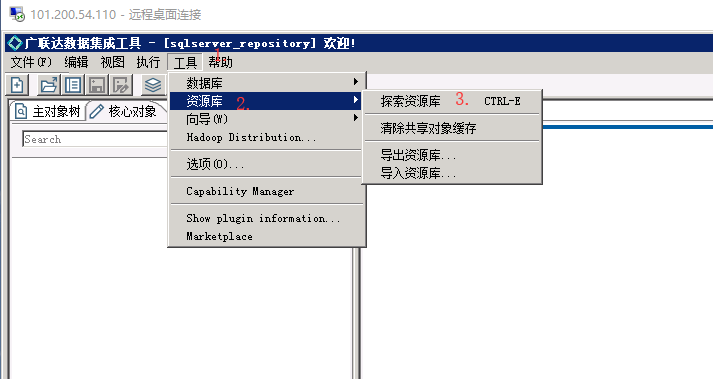 101.200.54.110 - 远程桌面连接
广联达数据集成工具 - [sqlserver_repository] 欢迎!
1
文件(F) 编辑 视图 执行 工具 帮助
数据库
资源库 2.
向导(W)
Hadoop Distribution...
选项(O)...
Capability Manager
Show plugin information...
Marketplace
探索资源库 3. CTRL-E
清除共享对象缓存
导出资源库...
导入资源库...
主对象树 核心对象
Search